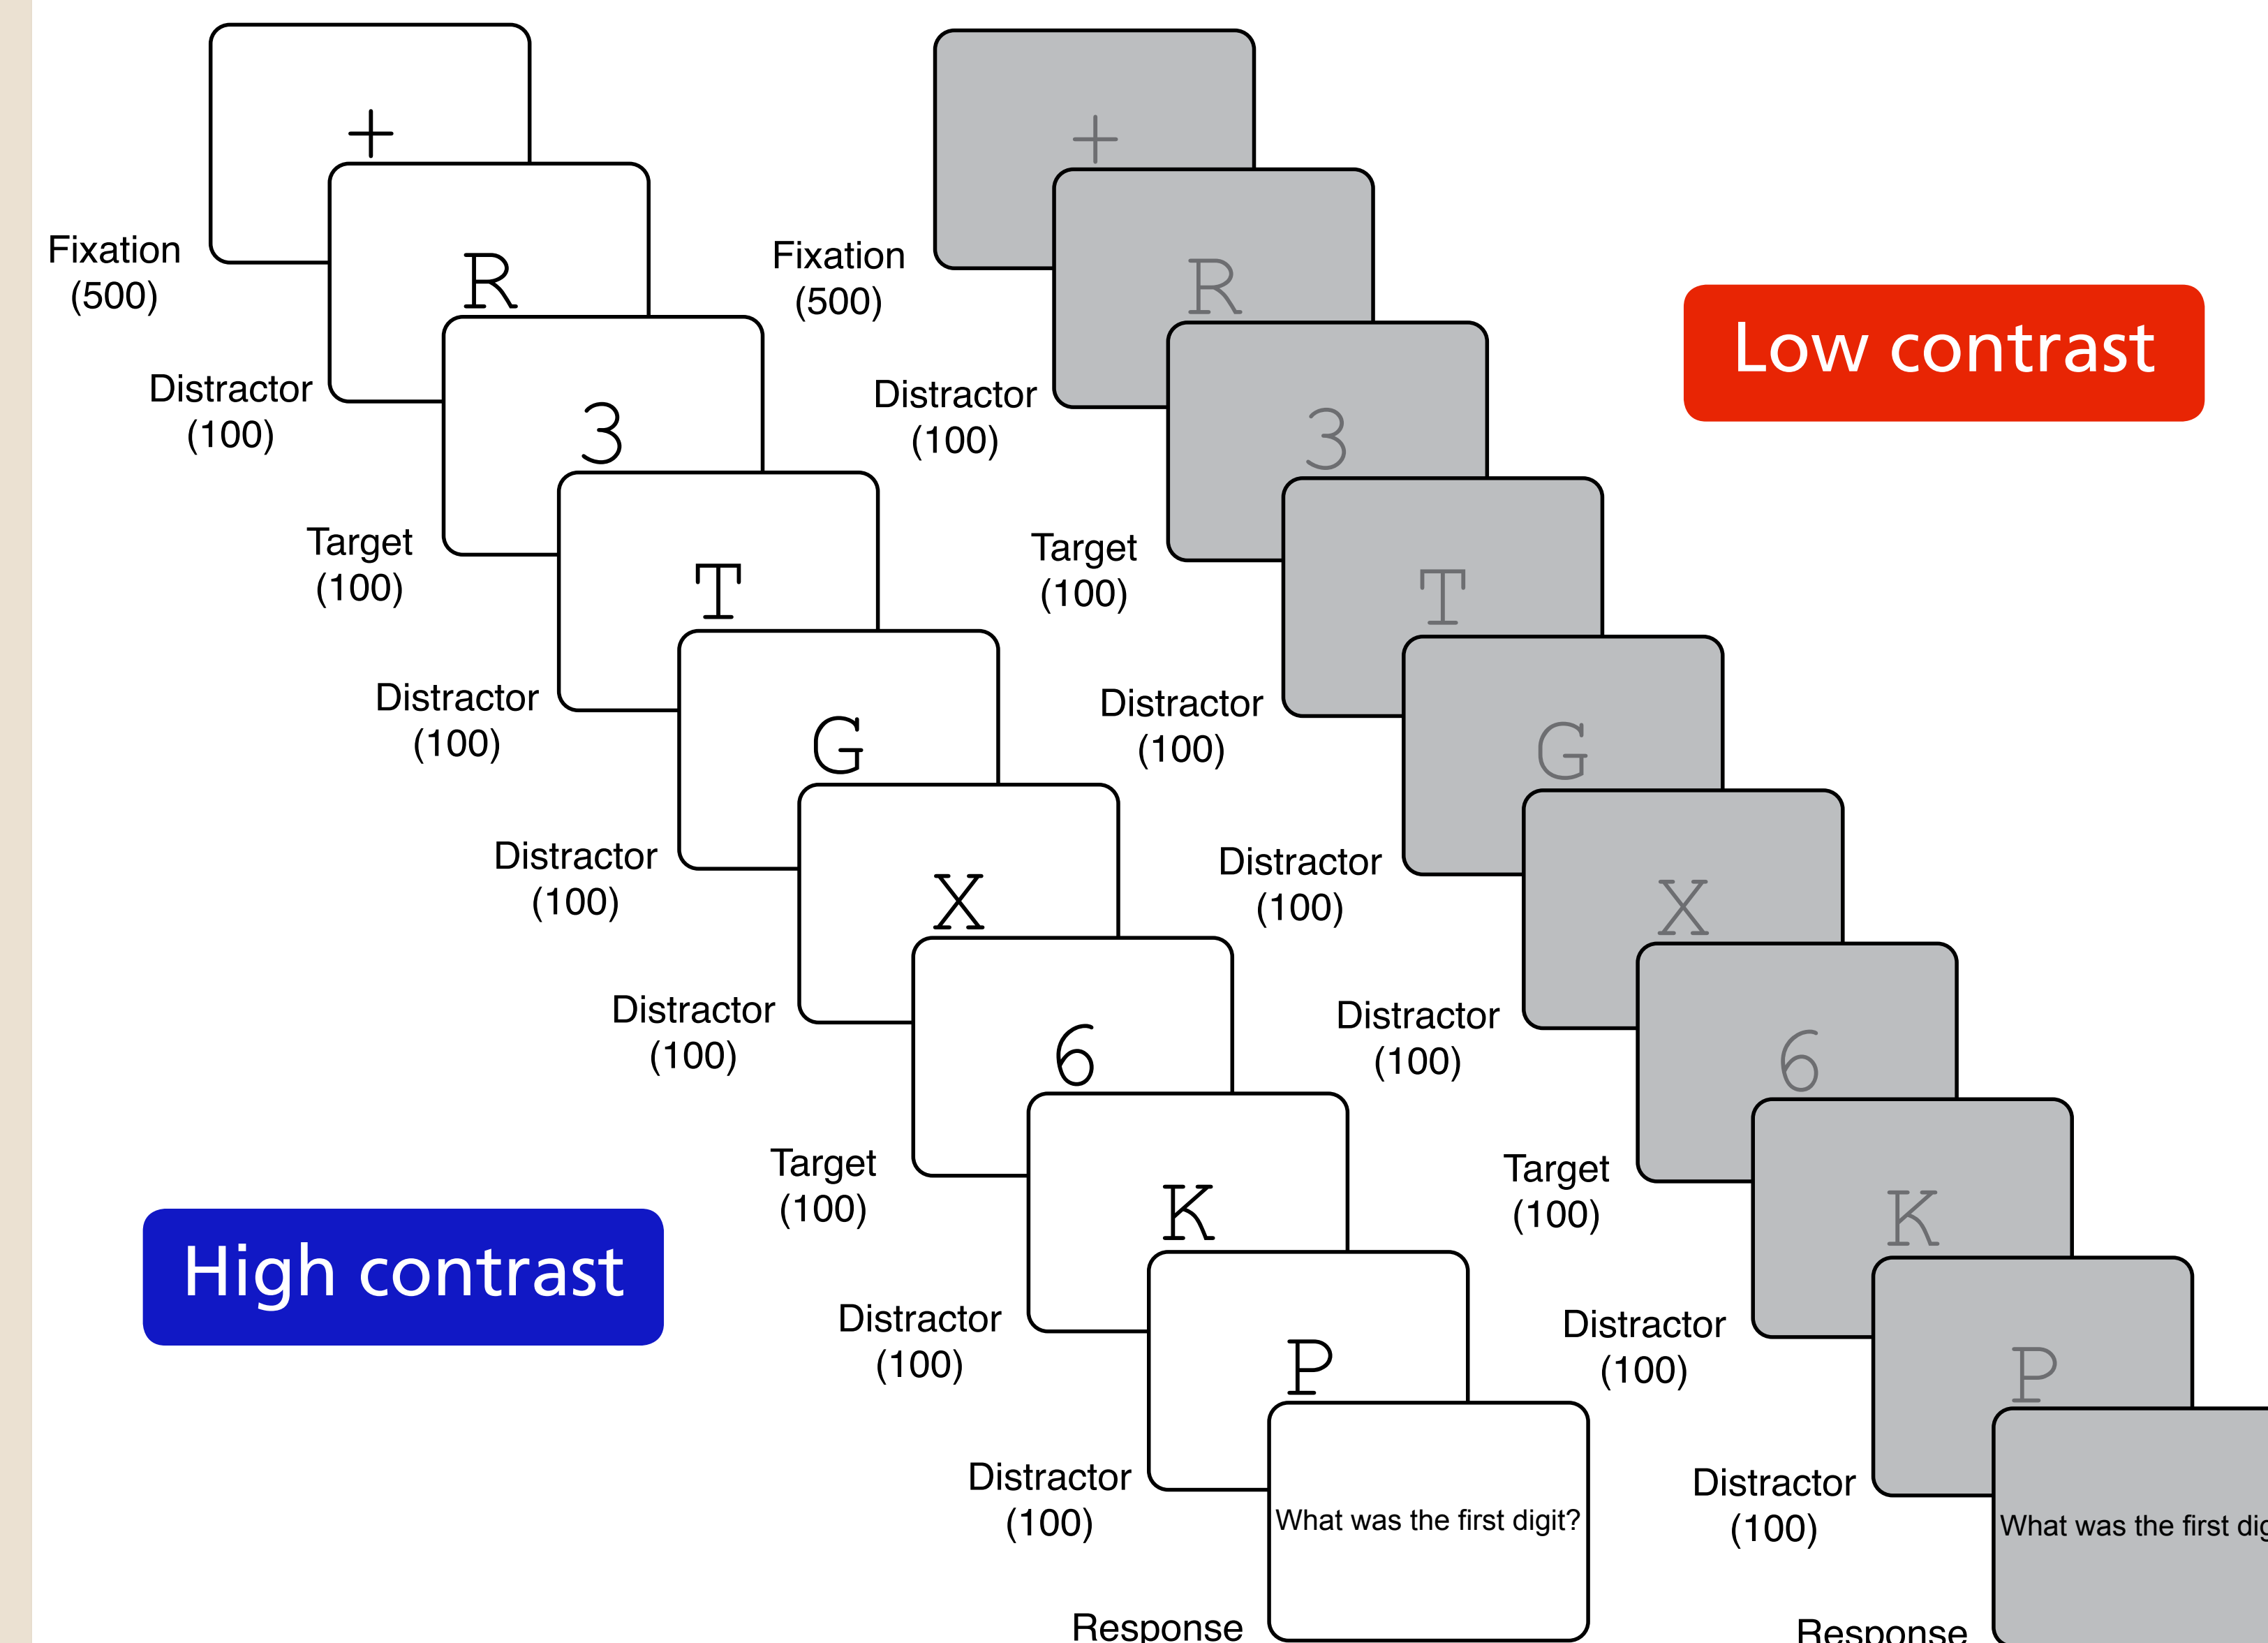 +
R
Fixation
(500)
3
Distractor
(100)
T
Target
(100)
G
Distractor
(100)
X
Distractor
(100)
6
Distractor
(100)
K
Target
(100)
P
Distractor
(100)
What was the first digit?
Distractor
(100)
Response
High contrast
+
R
Fixation
(500)
3
Distractor
(100)
T
Target
(100)
G
Distractor
(100)
X
Distractor
(100)
6
Distractor
(100)
K
Target
(100)
P
Distractor
(100)
What was the first dig
Distractor
(100)
Response
Low contrast